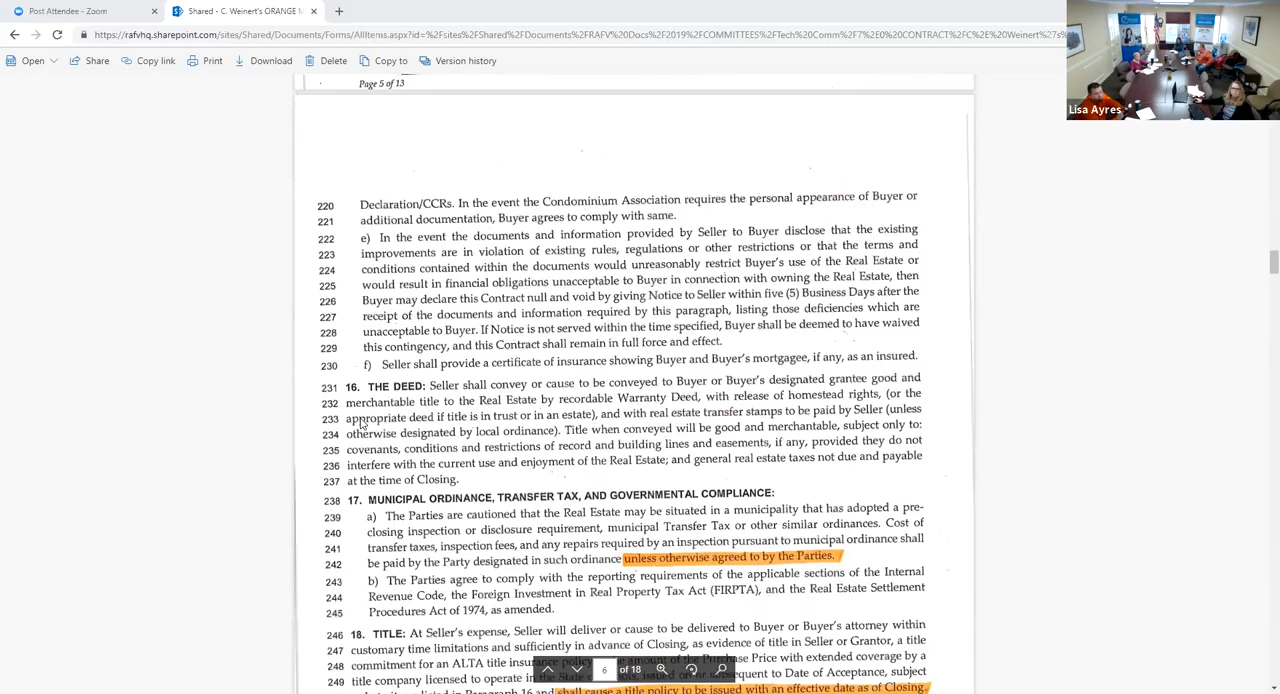 Post Attendee - Zoom
Shared - C. Weinert's ORANGE M
Open
Share
Copy link
Print
Download
Delete
Copy to
Version history
Lisa Ayres
Page 5 of 13
220 Declaration/CCRs. In the event the Condominium Association requires the personal appearance of Buyer or
221 additional documentation, Buyer agrees to comply with same.
222 e) In the event the documents and information provided by Seller to Buyer disclose that the existing
223 improvements are in violation of existing rules, regulations or other restrictions or that the terms and
224 conditions contained within the documents would unreasonably restrict Buyer's use of the Real Estate or
225 would result in financial obligations unacceptable to Buyer in connection with owning the Real Estate, then
226 Buyer may declare this Contract null and void by giving Notice to Seller within five (5) Business Days after the
227 receipt of the documents and information required by this paragraph, listing those deficiencies which are
228 unacceptable to Buyer. If Notice is not served within the time specified, Buyer shall be deemed to have waived
229 this contingency, and this Contract shall remain in full force and effect.
230 f) Seller shall provide a certificate of insurance showing Buyer and Buyer's mortgagee, if any, as an insured.
231 16. THE DEED: Seller shall convey or cause to be conveyed to Buyer or Buyer's designated grantee good and
232 merchantable title to the Real Estate by recordable Warranty Deed, with release of homestead rights, (or the
233 appropriate deed if title is in trust or in an estate), and with real estate transfer stamps to be paid by Seller (unless
234 otherwise designated by local ordinance). Title when conveyed will be good and merchantable, subject only to:
235 covenants, conditions and restrictions of record and building lines and easements, if any, provided they do not
236 interfere with the current use and enjoyment of the Real Estate; and general real estate taxes not due and payable
237 at the time of Closing.
238 17. MUNICIPAL ORDINANCE, TRANSFER TAX, AND GOVERNMENTAL COMPLIANCE:
239 a) The Parties are cautioned that the Real Estate may be situated in a municipality that has adopted a pre-
240 closing inspection or disclosure requirement, municipal Transfer Tax or other similar ordinances. Cost of
241 transfer taxes, inspection fees, and any repairs required by an inspection pursuant to municipal ordinance shall
242 be paid by the Party designated in such ordinance unless otherwise agreed to by the Parties.
243 b) The Parties agree to comply with the reporting requirements of the applicable sections of the Internal
244 Revenue Code, the Foreign Investment in Real Property Tax Act (FIRPTA), and the Real Estate Settlement
245 Procedures Act of 1974, as amended.
246 18. TITLE: At Seller's expense, Seller will deliver or cause to be delivered to Buyer or Buyer's attorney within
247 customary time limitations and sufficiently in advance of Closing, as evidence of title in Seller or Grantor, a title
248 commitment for an ALTA title insurance policy Purchase Price with extended coverage by a
249 title company licensed to operate in subsequent to Date of Acceptance, subject
Paragraph 16 and shall cause a title policy to be issued with an effective date as of Closing.
6 of 18